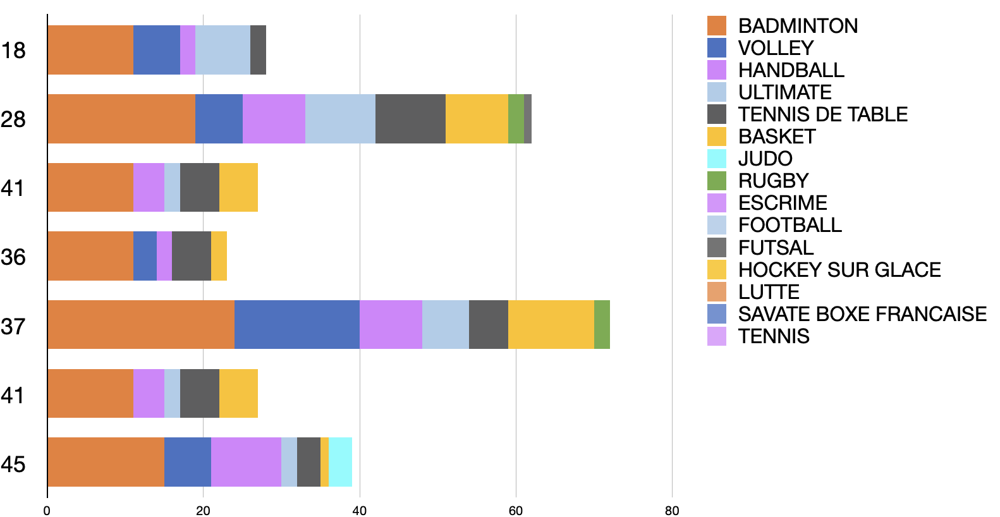 18
28
41
36
37
41
45
0 20 40 60 80
BADMINTON
VOLLEY
HANDBALL
ULTIMATE
TENNIS DE TABLE
BASKET
JUDO
RUGBY
ESCRIME
FOOTBALL
FUTSAL
HOCKEY SUR GLACE
LUTTE
SAVATE BOXE FRANCAISE
TENNIS